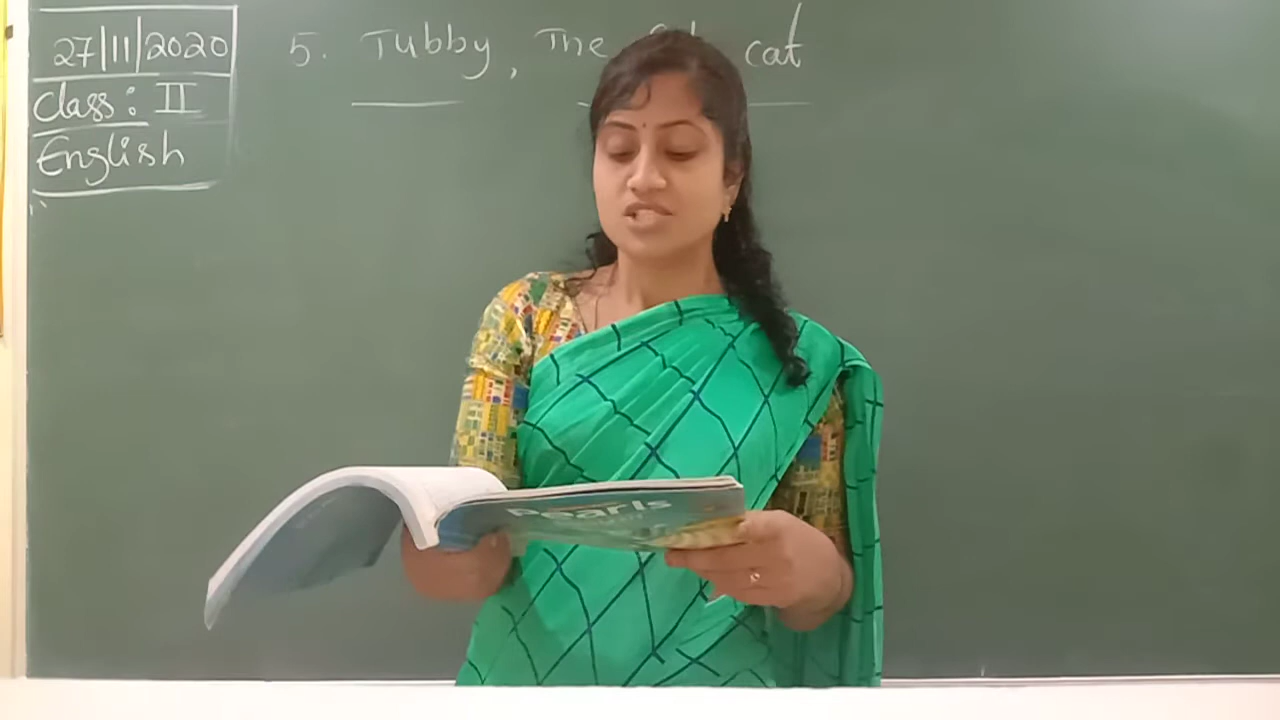 27/11/2020
Class: II
English
5. Tubby, The cat
Pearls